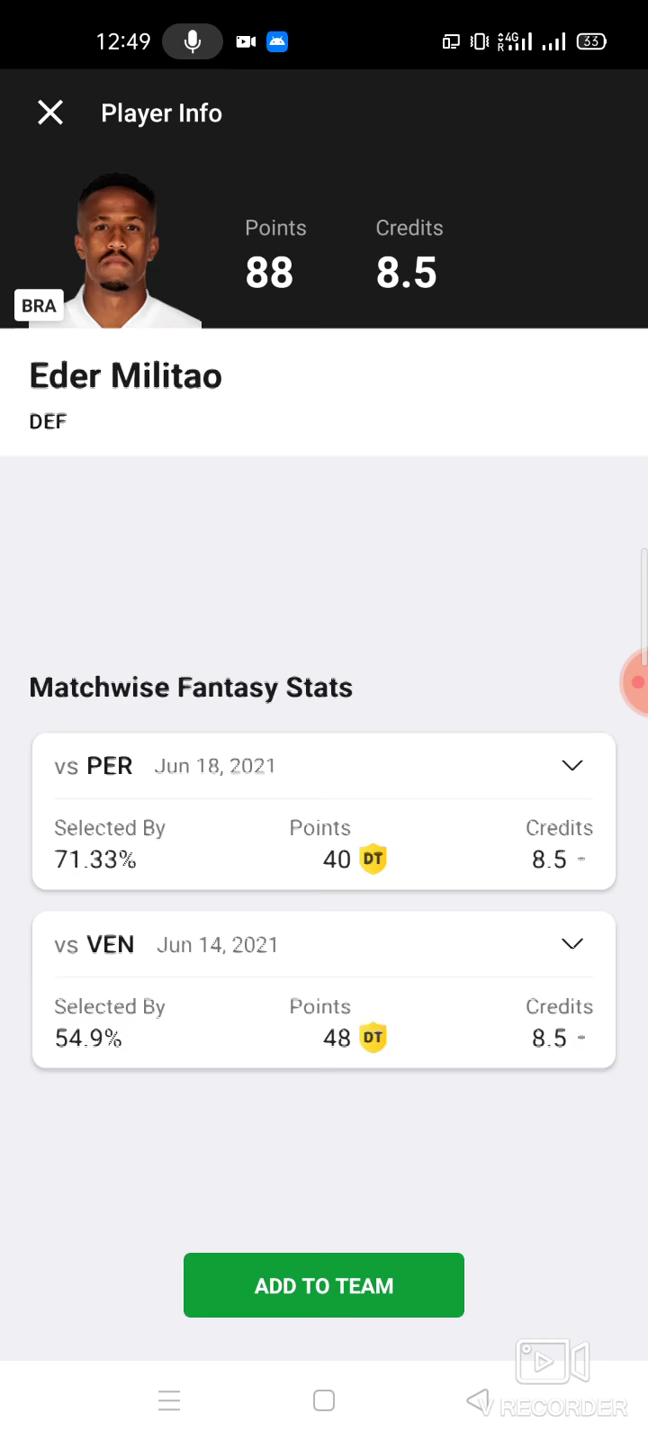 12:49 4G R 33
Player Info
Points Credits
88 8.5
BRA
Eder Militao
DEF
Matchwise Fantasy Stats
vs PER Jun 18, 2021
Selected By Points Credits
71.33% 40 DT 8.5 -
vs VEN Jun 14, 2021
Selected By Points Credits
54.9% 48 DT 8.5 -
ADD TO TEAM
V RECORDER